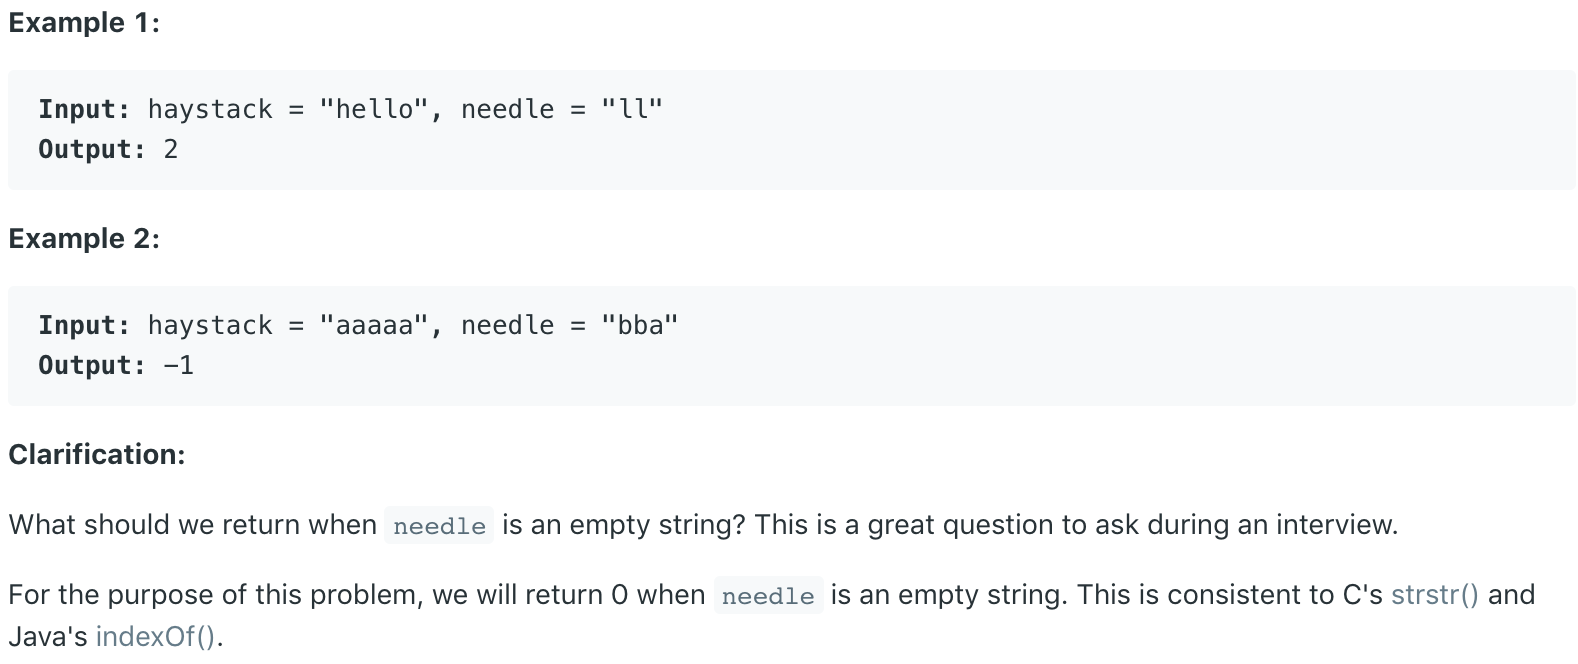 Example 1:
Input: haystack = "hello", needle = "ll"
Output: 2
Example 2:
Input: haystack = "aaaaa", needle = "bba"
Output: -1
Clarification:
What should we return when needle is an empty string? This is a great question to ask during an interview.
For the purpose of this problem, we will return 0 when needle is an empty string. This is consistent to C's strstr() and
Java's indexOf().